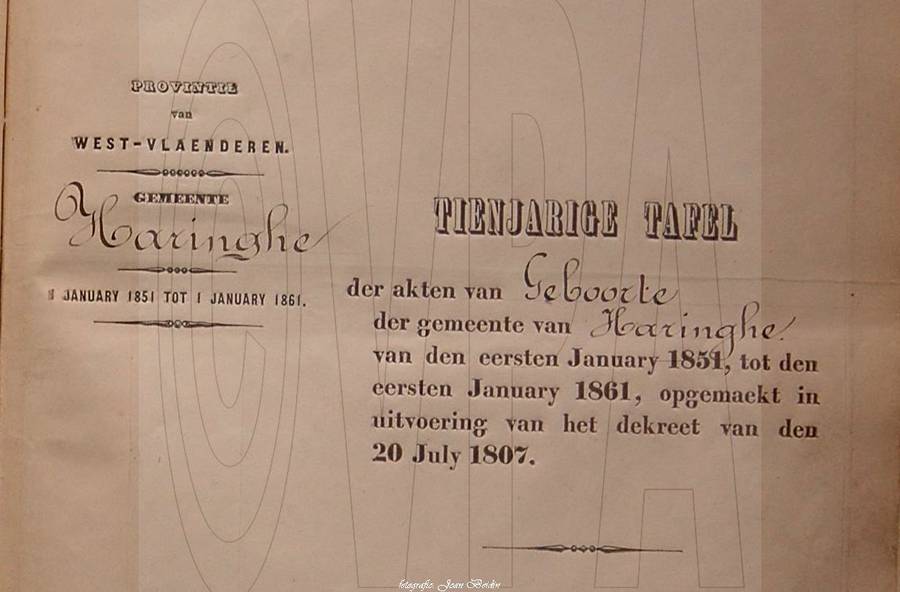 PROVINTIE
van
WEST-VLAENDEREN.
GEMEENTE
Haringhe
1 JANUARY 1851 TOT 1 JANUARY 1861.
TIENJARIGE TAFEL
der akten van Geboorte
der gemeente van Haringhe.
van den eersten January 1851, tot den
eersten January 1861, opgemaekt in
uitvoering van het dekreet van den
20 July 1807.
fotografie: Joan Boidin
CVDA